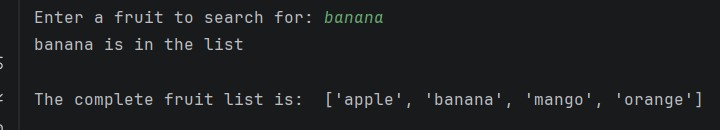 Enter a fruit to search for: banana
banana is in the list
The complete fruit list is:  ['apple', 'banana', 'mango', 'orange']